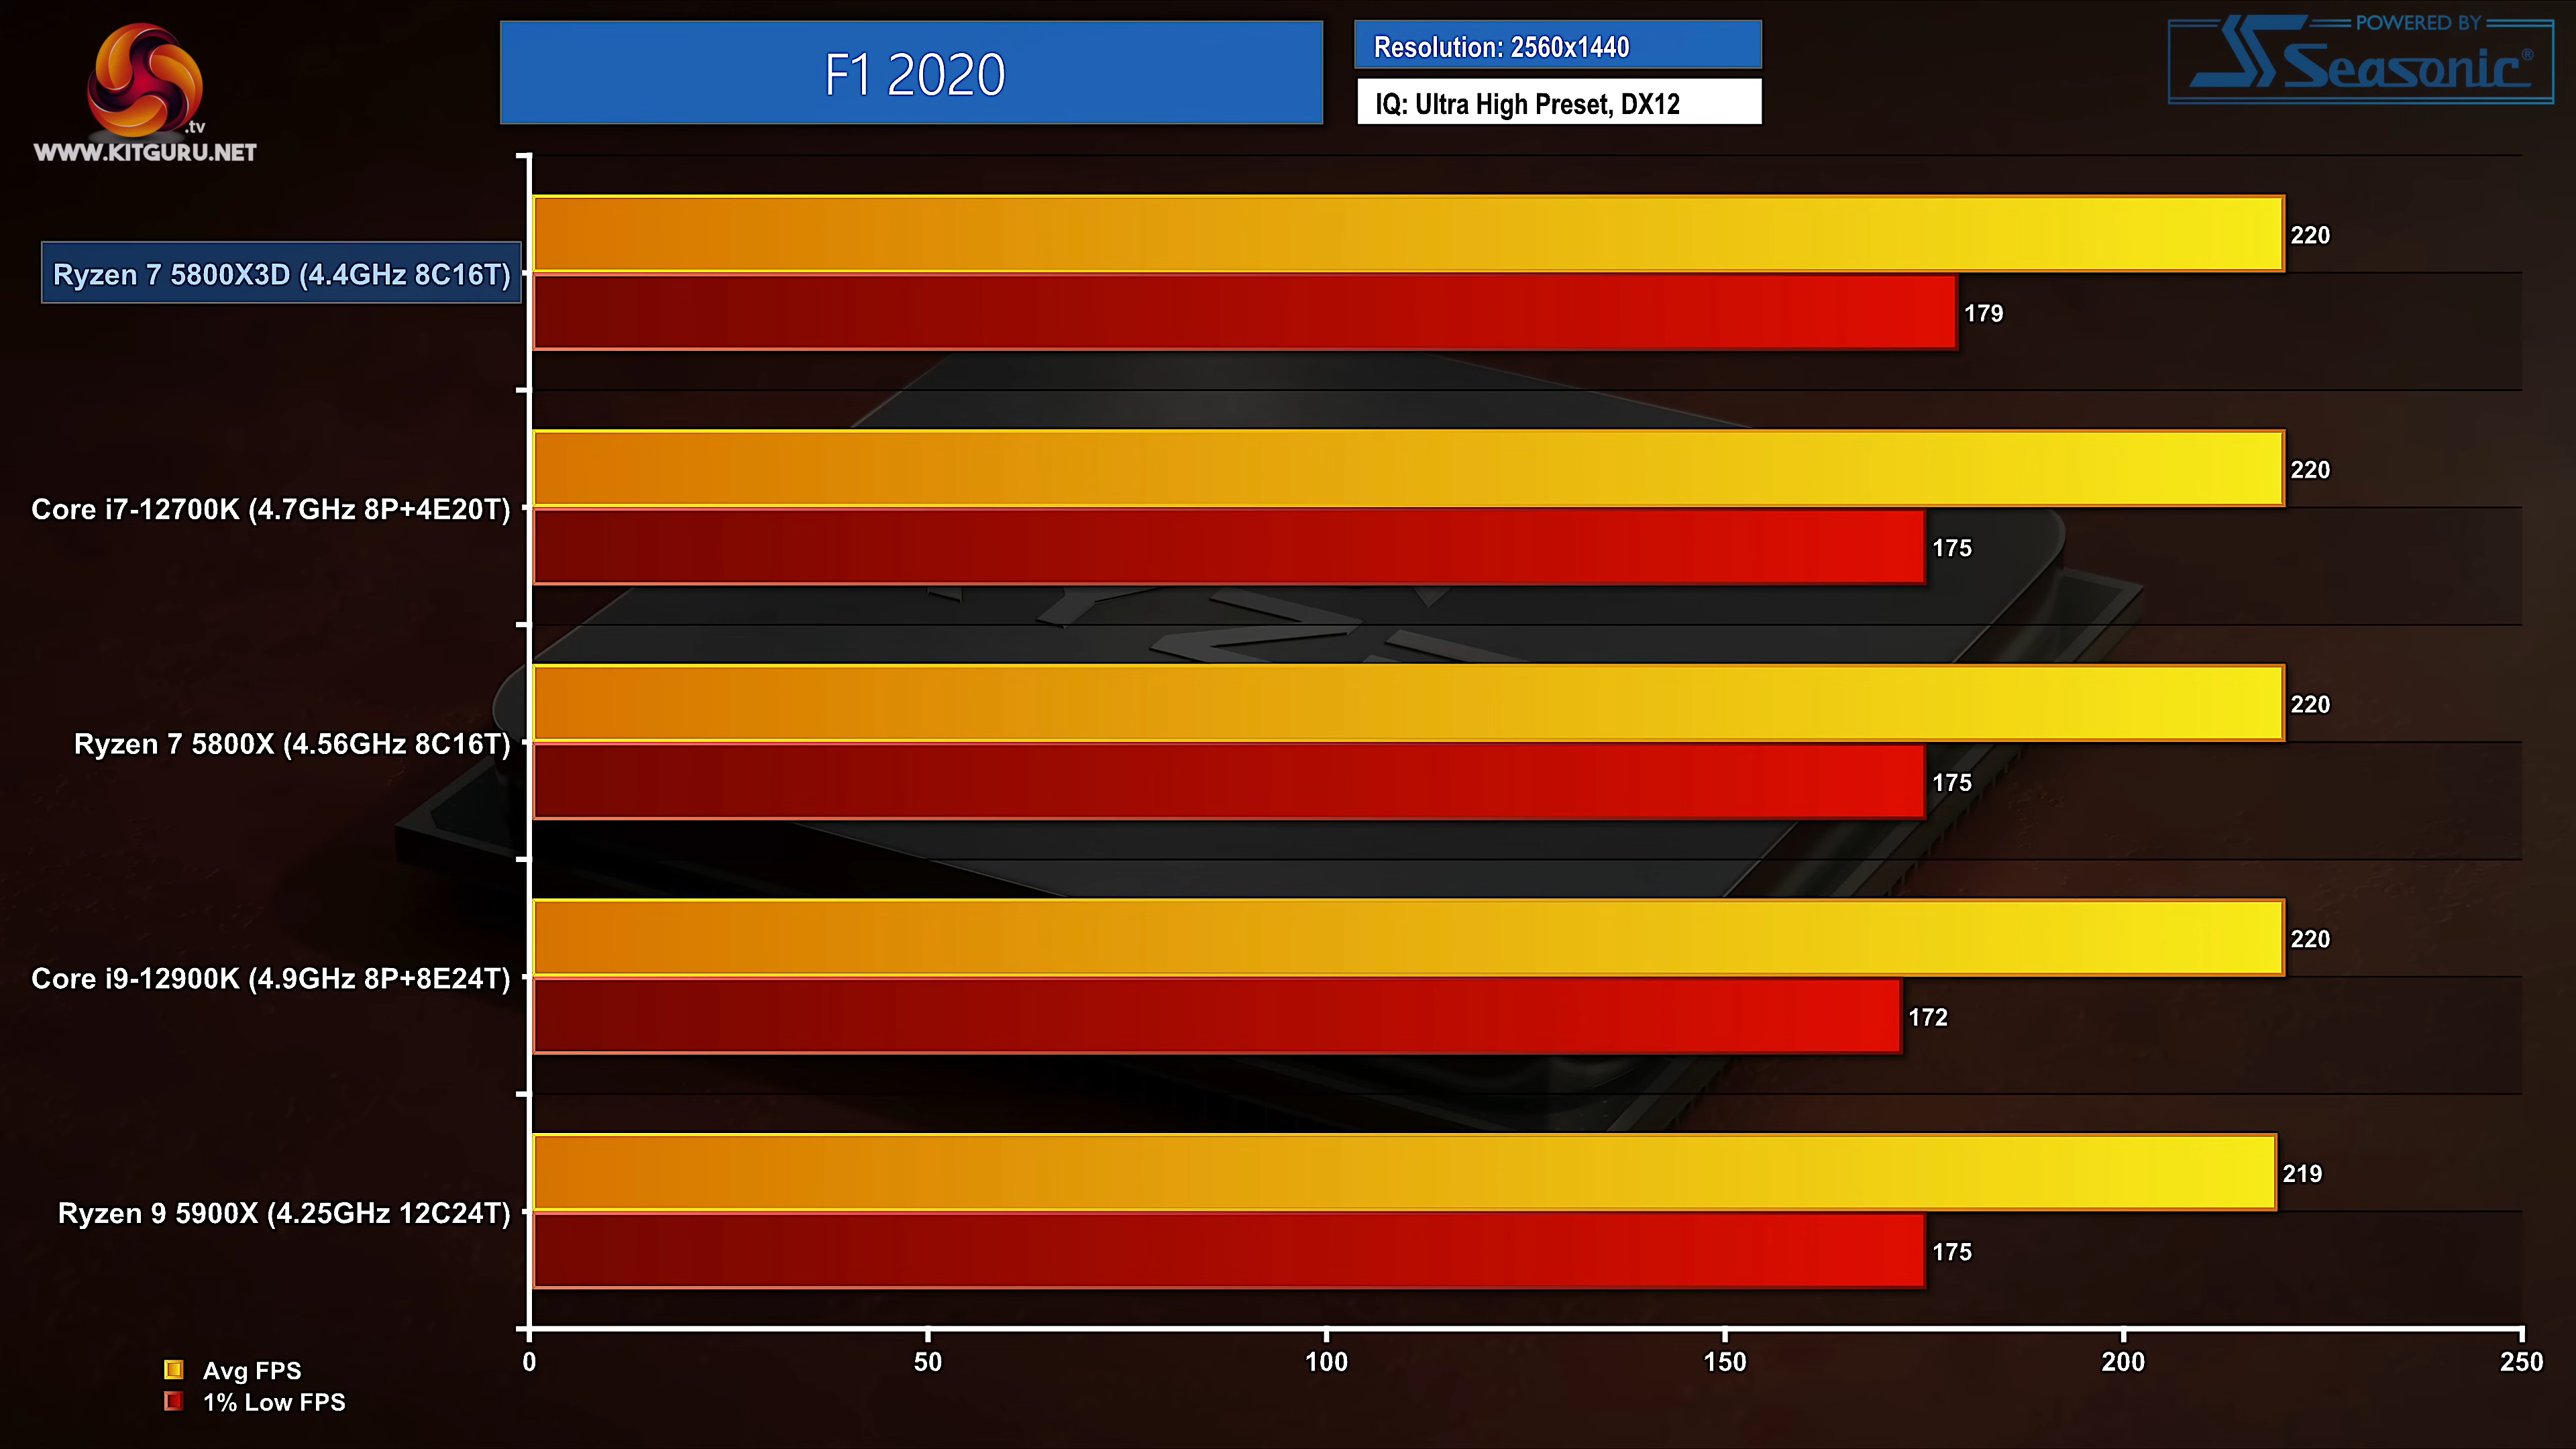 .tv
WWW.KITGURU.NET
F1 2020
Resolution: 2560x1440
IQ: Ultra High Preset, DX12
POWERED BY
Seasonic®
Ryzen 7 5800X3D (4.4GHz 8C16T)
220
179
Core i7-12700K (4.7GHz 8P+4E20T)
220
175
Ryzen 7 5800X (4.56GHz 8C16T)
220
175
Core i9-12900K (4.9GHz 8P+8E24T)
220
172
Ryzen 9 5900X (4.25GHz 12C24T)
219
175
0 50 100 150 200 250
Avg FPS
1% Low FPS